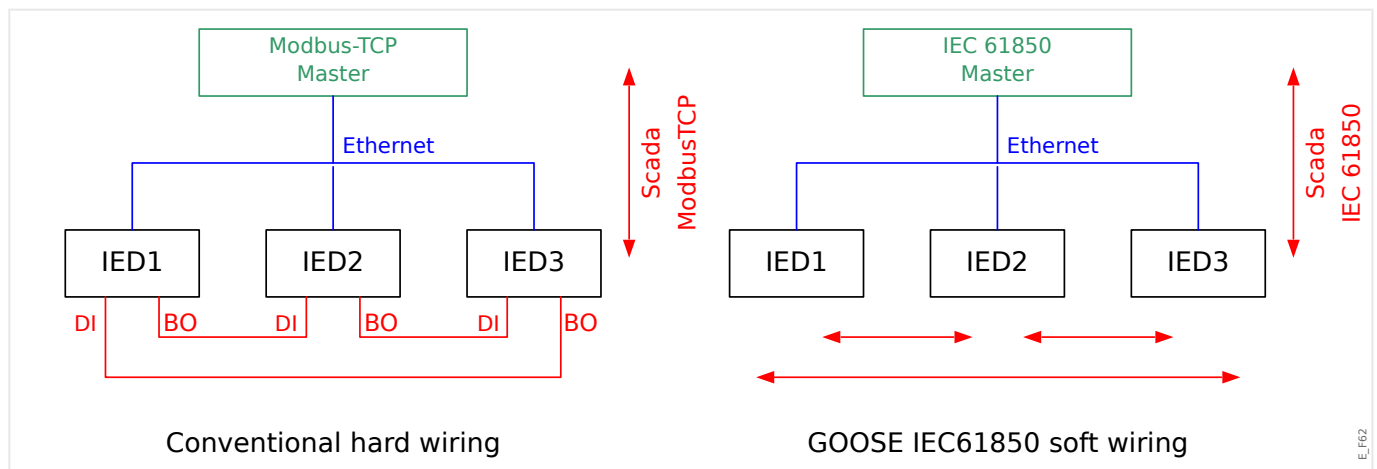 Modbus-TCP
Master
Ethernet
Scada
ModbusTCP
IED1
IED2
IED3
DI
BO
DI
BO
DI
BO
Conventional hard wiring
IEC 61850
Master
Ethernet
Scada
IEC 61850
IED1
IED2
IED3
GOOSE IEC61850 soft wiring
E_F62